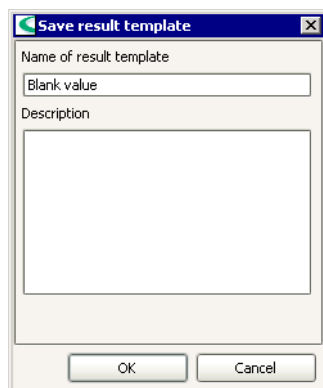 Save result template
Name of result template
Blank value
Description
OK
Cancel